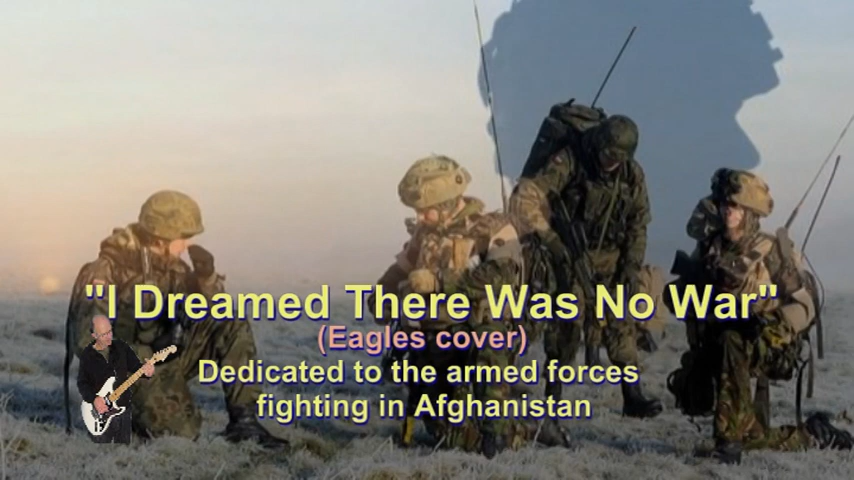 "I Dreamed There Was No War"
(Eagles cover)
Dedicated to the armed forces
fighting in Afghanistan